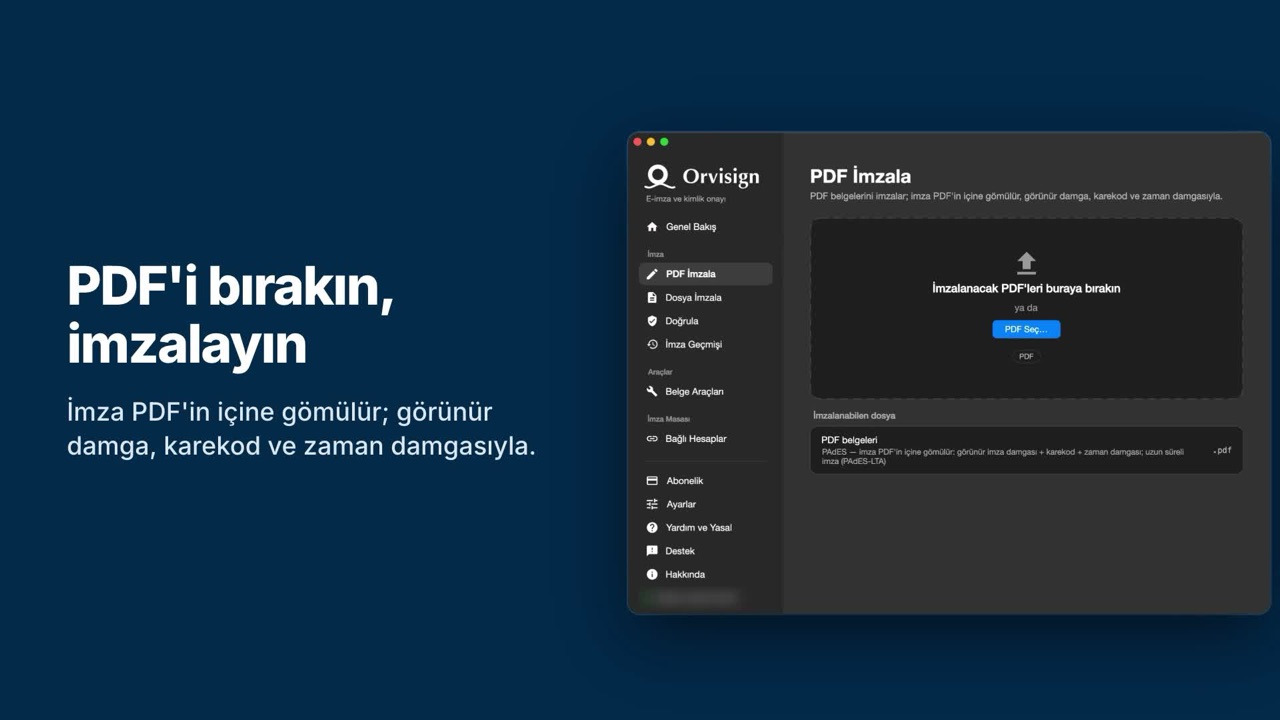 PDF'i bırakın,
imzalayın
İmza PDF'in içine gömülür; görünür
damga, karekod ve zaman damgasıyla.
Orvisign
E-imza ve kimlik onayı
Genel Bakış
İmza
PDF İmzala
Dosya İmzala
Doğrula
İmza Geçmişi
Araçlar
Belge Araçları
İmza Masası
Bağlı Hesaplar
Abonelik
Ayarlar
Yardım ve Yasal
Destek
Hakkında
PDF İmzala
PDF belgelerini imzalar; imza PDF'in içine gömülür, görünür damga, karekod ve zaman damgasıyla.
İmzalanacak PDF'leri buraya bırakın
ya da
PDF Seç...
PDF
İmzalanabilen dosya
PDF belgeleri
PAdES — imza PDF'in içine gömülür: görünür imza damgası + karekod + zaman damgası; uzun süreli
imza (PAdES-LTA)
.pdf